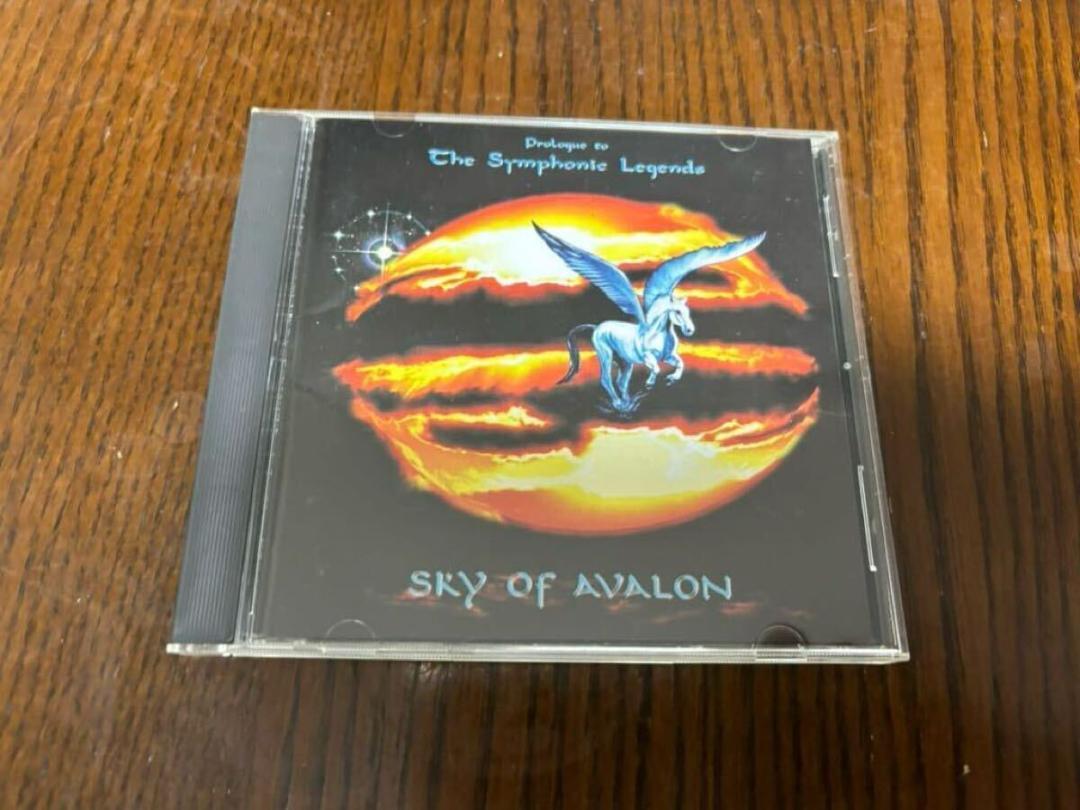 Prologue to
The Symphonic Legends
SKY OF AVALON